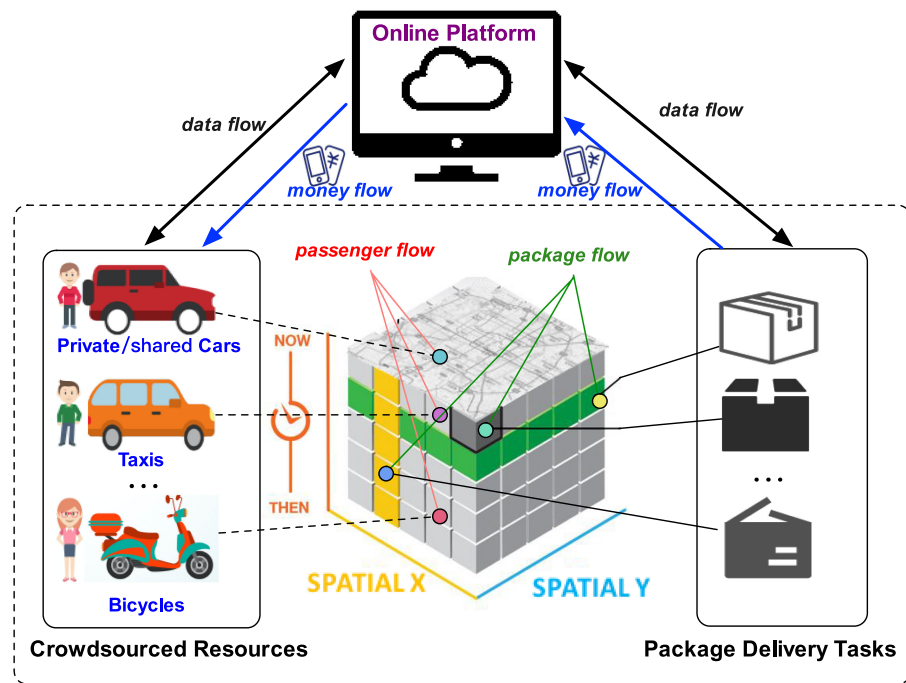 Online Platform
data flow
data flow
money flow
money flow
passenger flow
package flow
Private/shared Cars
NOW
Taxis
...
...
THEN
SPATIAL X
SPATIAL Y
Bicycles
Crowdsourced Resources
Package Delivery Tasks